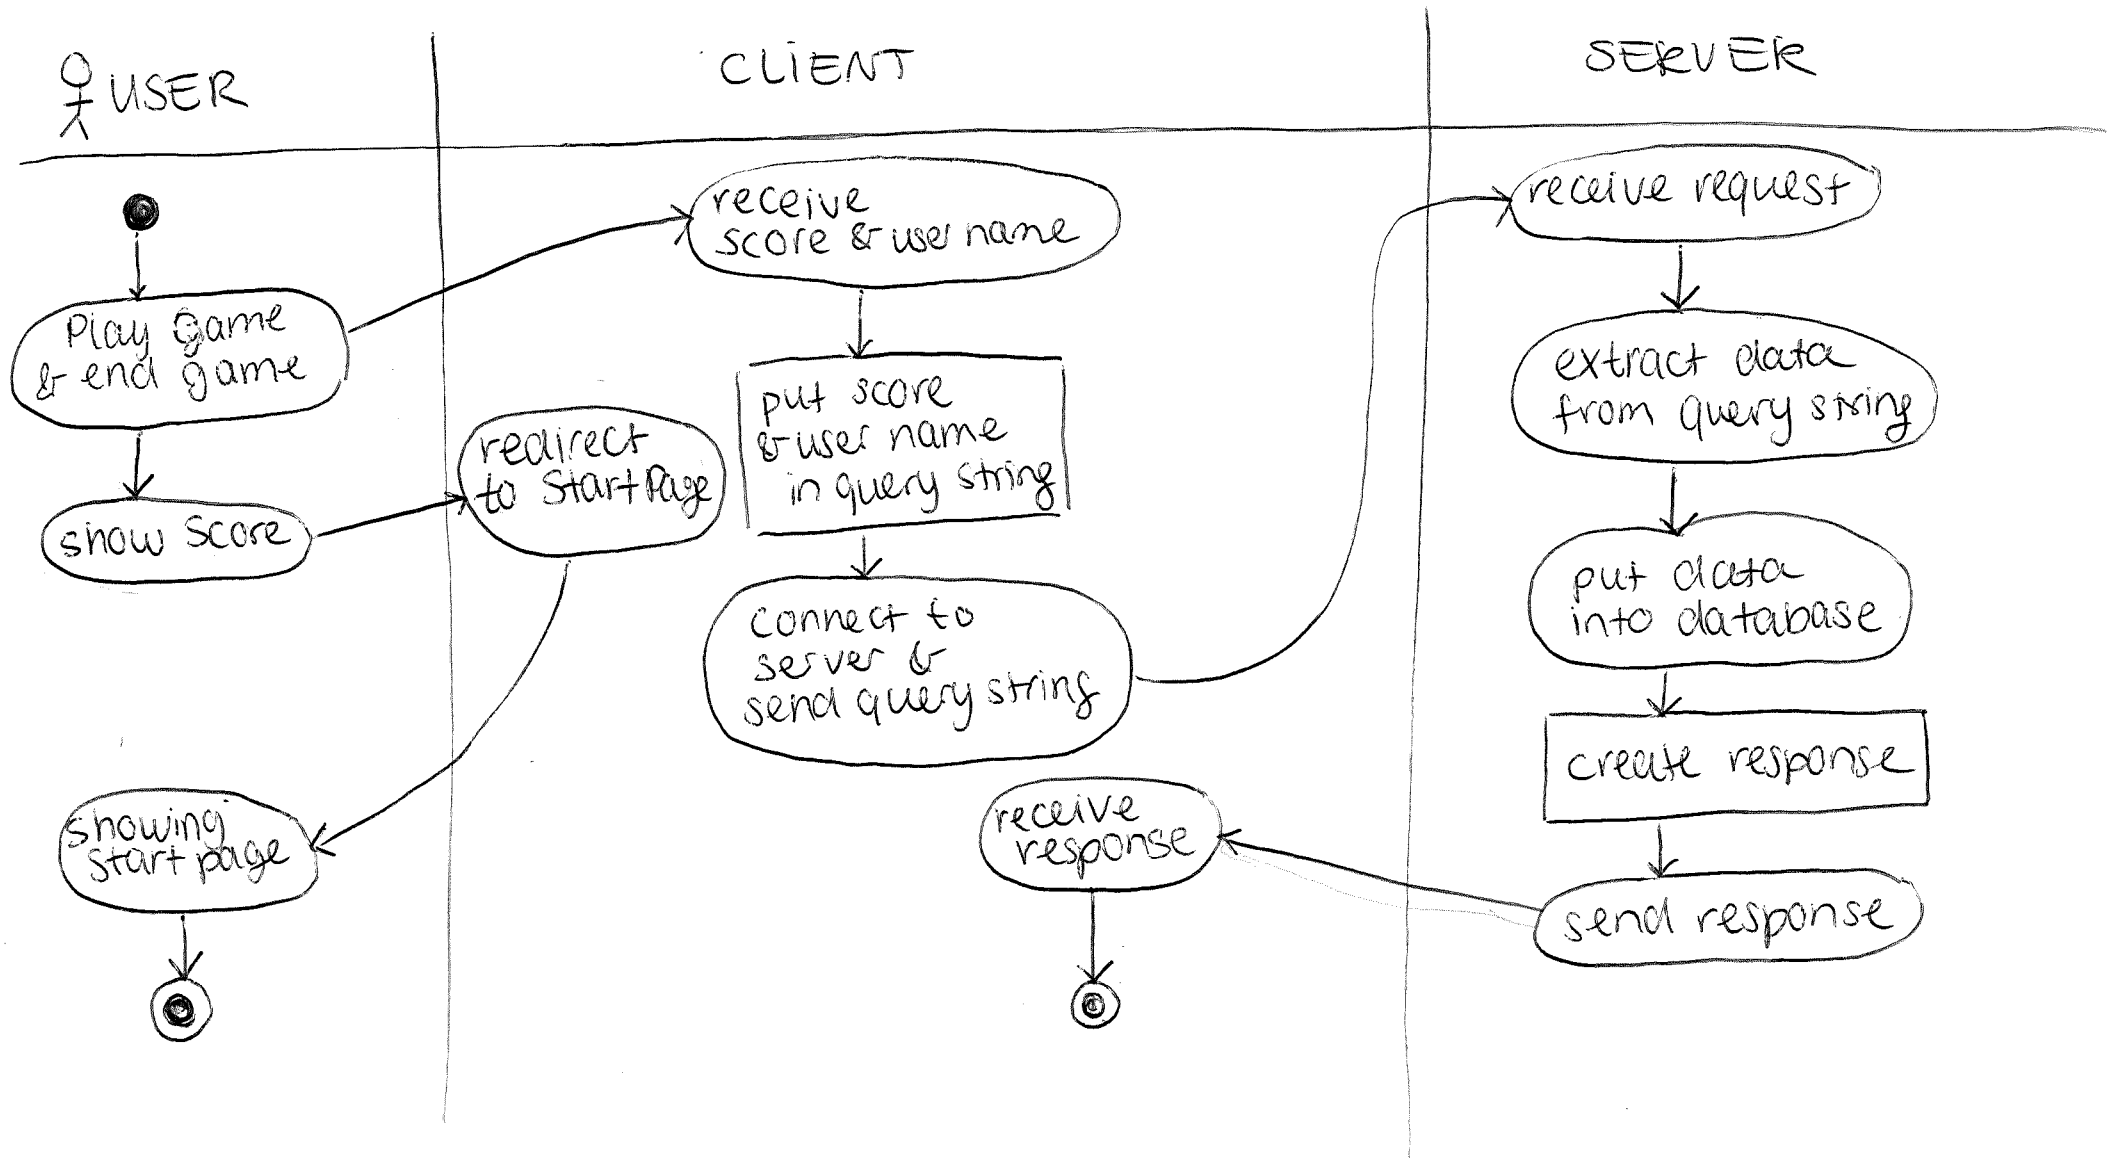 USER
CLIENT
SERVER
Play Game
& end game
show Score
showing
start page
receive
score & user name
redirect
to StartPage
put score
& user name
in query string
connect to
server &
send query string
receive
response
receive request
extract data
from query string
put data
into database
create response
send response